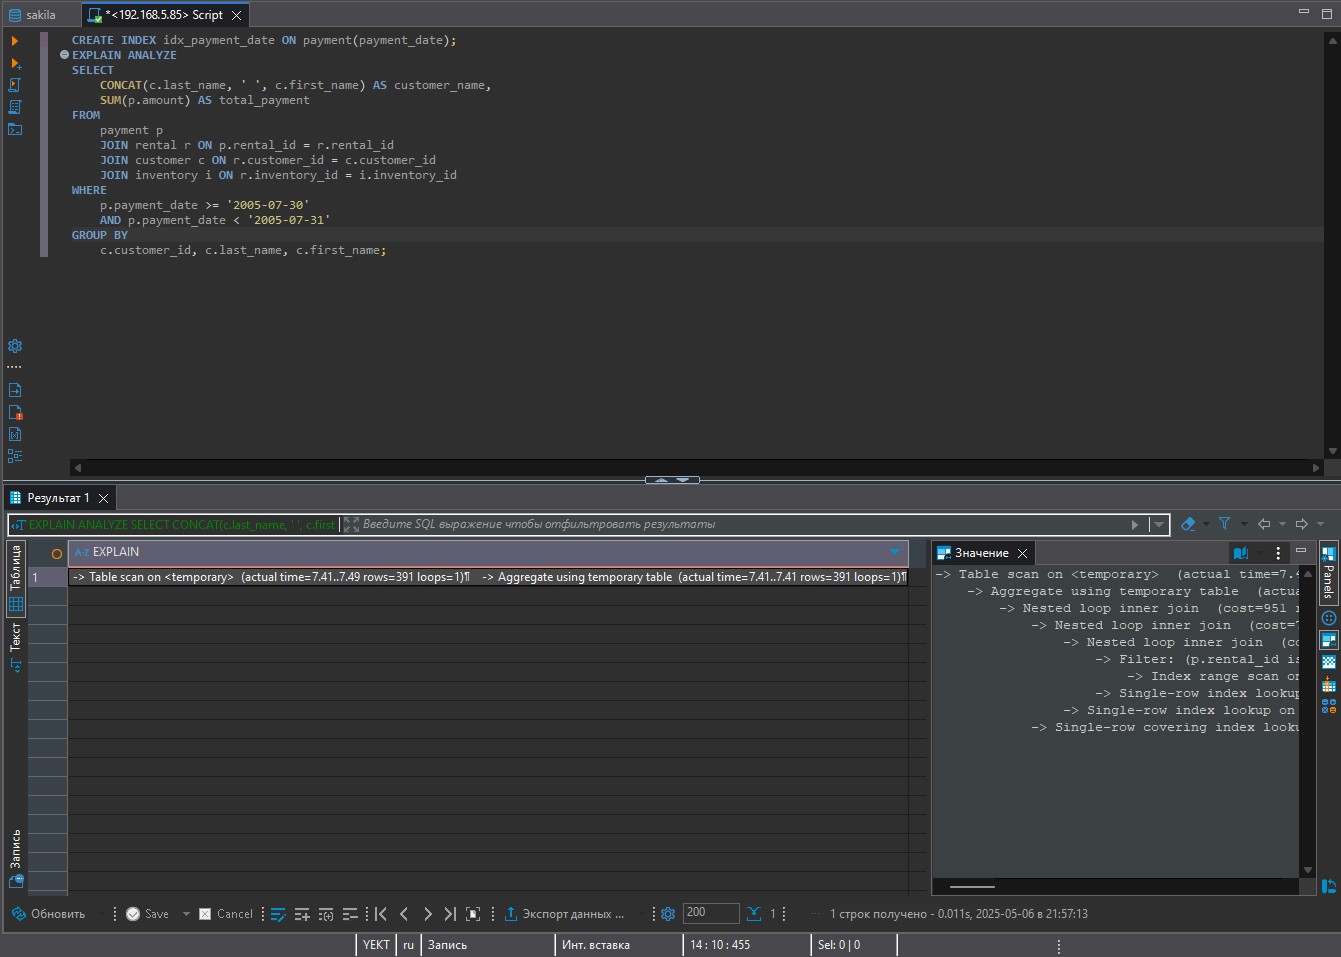 sakila
*<192.168.5.85> Script
CREATE INDEX idx_payment_date ON payment(payment_date);
EXPLAIN ANALYZE
SELECT
CONCAT(c.last_name, ' ', c.first_name) AS customer_name,
SUM(p.amount) AS total_payment
FROM
payment p
JOIN rental r ON p.rental_id = r.rental_id
JOIN customer c ON r.customer_id = c.customer_id
JOIN inventory i ON r.inventory_id = i.inventory_id
WHERE
p.payment_date >= '2005-07-30'
AND p.payment_date < '2005-07-31'
GROUP BY
c.customer_id, c.last_name, c.first_name;
Результат 1
EXPLAIN ANALYZE SELECT CONCAT(c.last_name, ' ', c.first
Введите SQL выражение чтобы отфильтровать результаты
Таблица
Текст
Запись
A-Z EXPLAIN
1
-> Table scan on <temporary> (actual time=7.41..7.49 rows=391 loops=1)¶ -> Aggregate using temporary table (actual time=7.41..7.41 rows=391 loops=1)¶
Значение
-> Table scan on <temporary> (actual time=7.4
-> Aggregate using temporary table (actua
-> Nested loop inner join (cost=951 r
-> Nested loop inner join (cost=7
-> Nested loop inner join (co
-> Filter: (p.rental_id is
-> Index range scan on
-> Single-row index lookup
-> Single-row index lookup on
-> Single-row covering index looku
Panels
Обновить
Save
Cancel
Экспорт данных ...
200
1
1 строк получено - 0.011s, 2025-05-06 в 21:57:13
YEKT
ru
Запись
Инт. вставка
14 : 10 : 455
Sel: 0 | 0